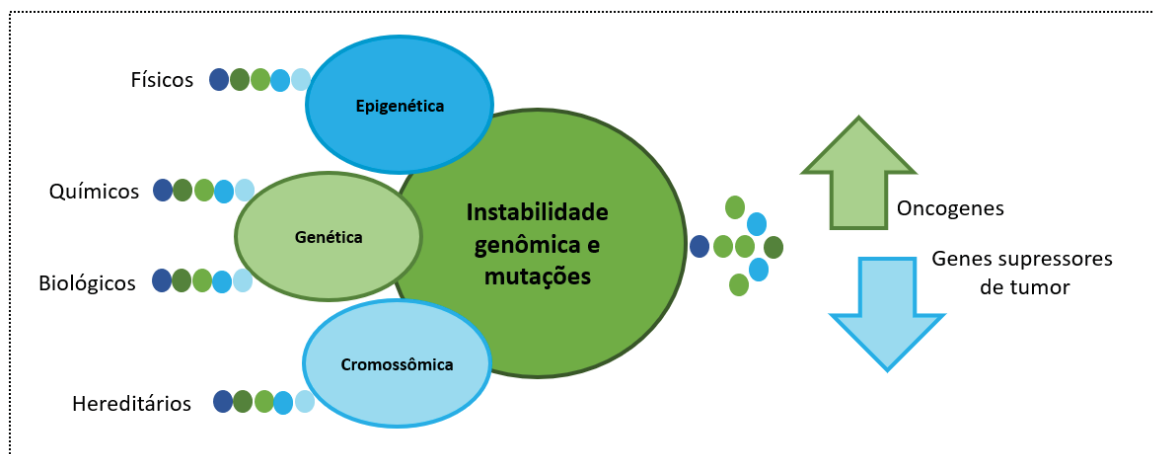 Físicos
Epigenética
Químicos
Genética
Biológicos
Cromossômica
Hereditários
Instabilidade
genômica e
mutações
Oncogenes
Genes supressores
de tumor